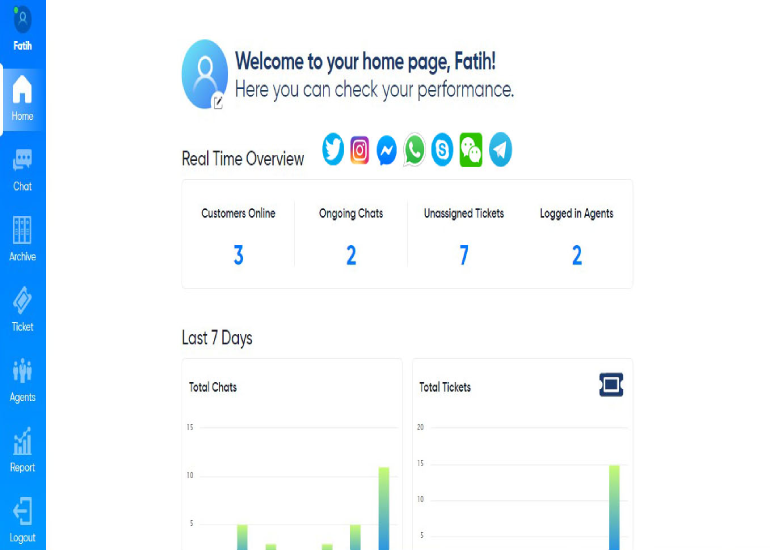 Fatih
Home
Chat
Archive
Ticket
Agents
Report
Logout
Welcome to your home page, Fatih!
Here you can check your performance.
Real Time Overview
Customers Online
Ongoing Chats
Unassigned Tickets
Logged in Agents
3
2
7
2
Last 7 Days
Total Chats
15
10
5
Total Tickets
20
15
10
5